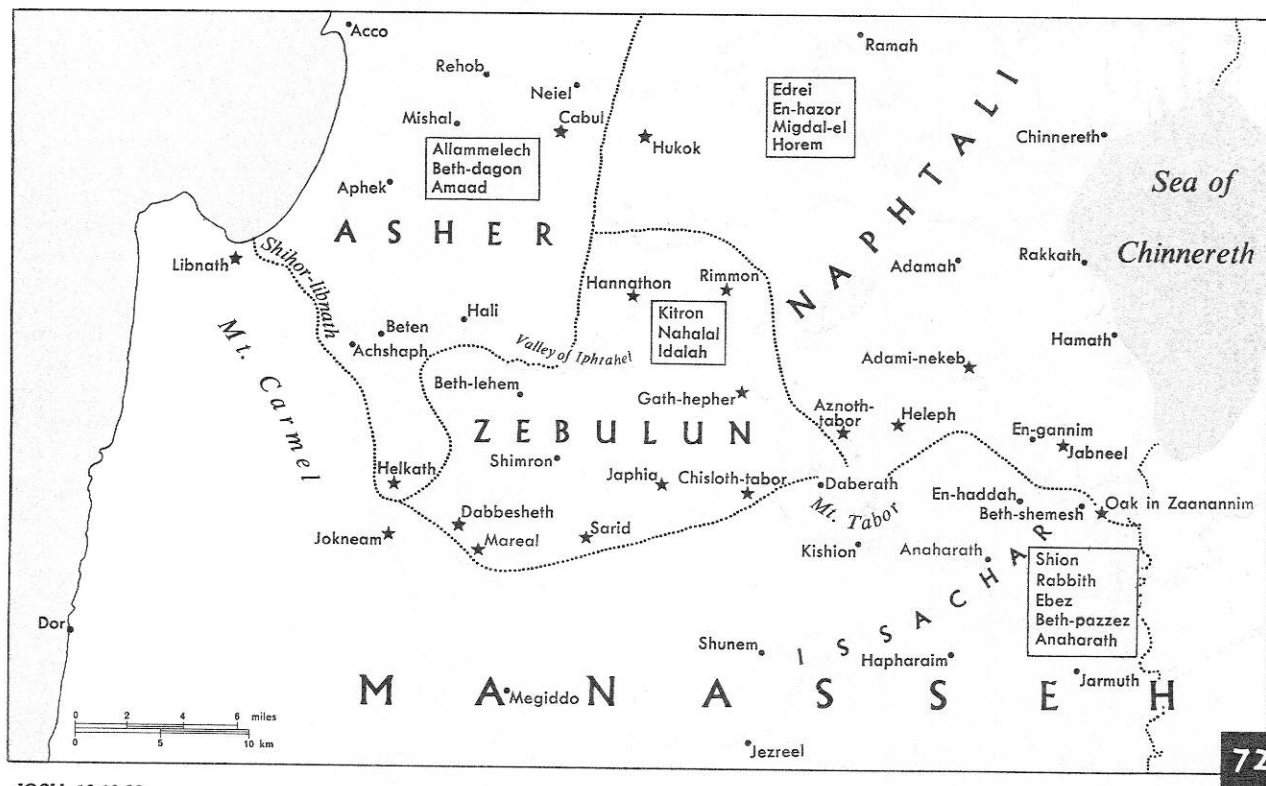 Acco
Ramah
Rehob
Neiel
Edrei
En-hazor
Migdal-el
Horem
Mishal
Cabul
Hukok
Chinnereth
Allammelech
Beth-dagon
Amaad
Aphek
NAPHTALI
Sea of
Chinnereth
ASHER
Libnath
Shihor-libnath
Hannathon
Rimmon
Adamah
Rakkath
Kitron
Nahalal
Idalah
Hali
Beten
Achshaph
Valley of Iphtahel
Hamath
Mt. Carmel
Beth-lehem
Gath-hepher
Adami-nekeb
Aznoth-
tabor
Heleph
ZEBULUN
En-gannim
Jabneel
Shimron
Helkath
Japhia
Chisloth-tabor
Daberath
Mt. Tabor
En-haddah
Beth-shemesh
Oak in Zaanannim
Dabbesheth
Jokneam
Mareal
Sarid
Kishion
Anaharath
ISSACHAR
Shion
Rabbith
Ebez
Beth-pazzez
Anaharath
Dor
Shunem
Hapharaim
Jarmuth
MANASSEH
Megiddo
0 2 4 6 miles
0 5 10 km
Jezreel
72